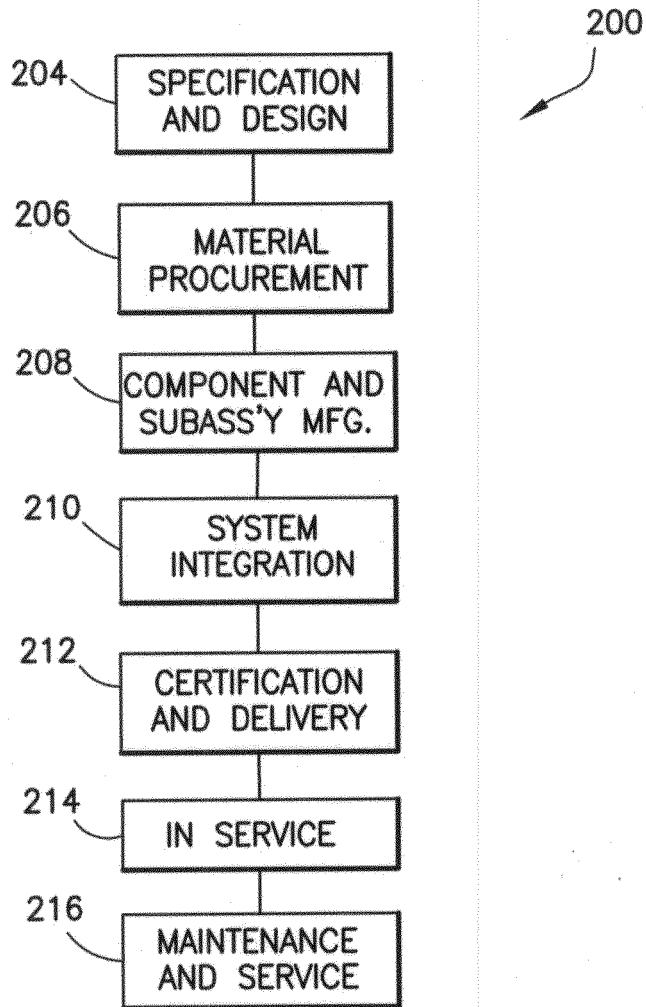 200
204
SPECIFICATION
AND DESIGN
206
MATERIAL
PROCUREMENT
208
COMPONENT AND
SUBASS'Y MFG.
210
SYSTEM
INTEGRATION
212
CERTIFICATION
AND DELIVERY
214
IN SERVICE
216
MAINTENANCE
AND SERVICE